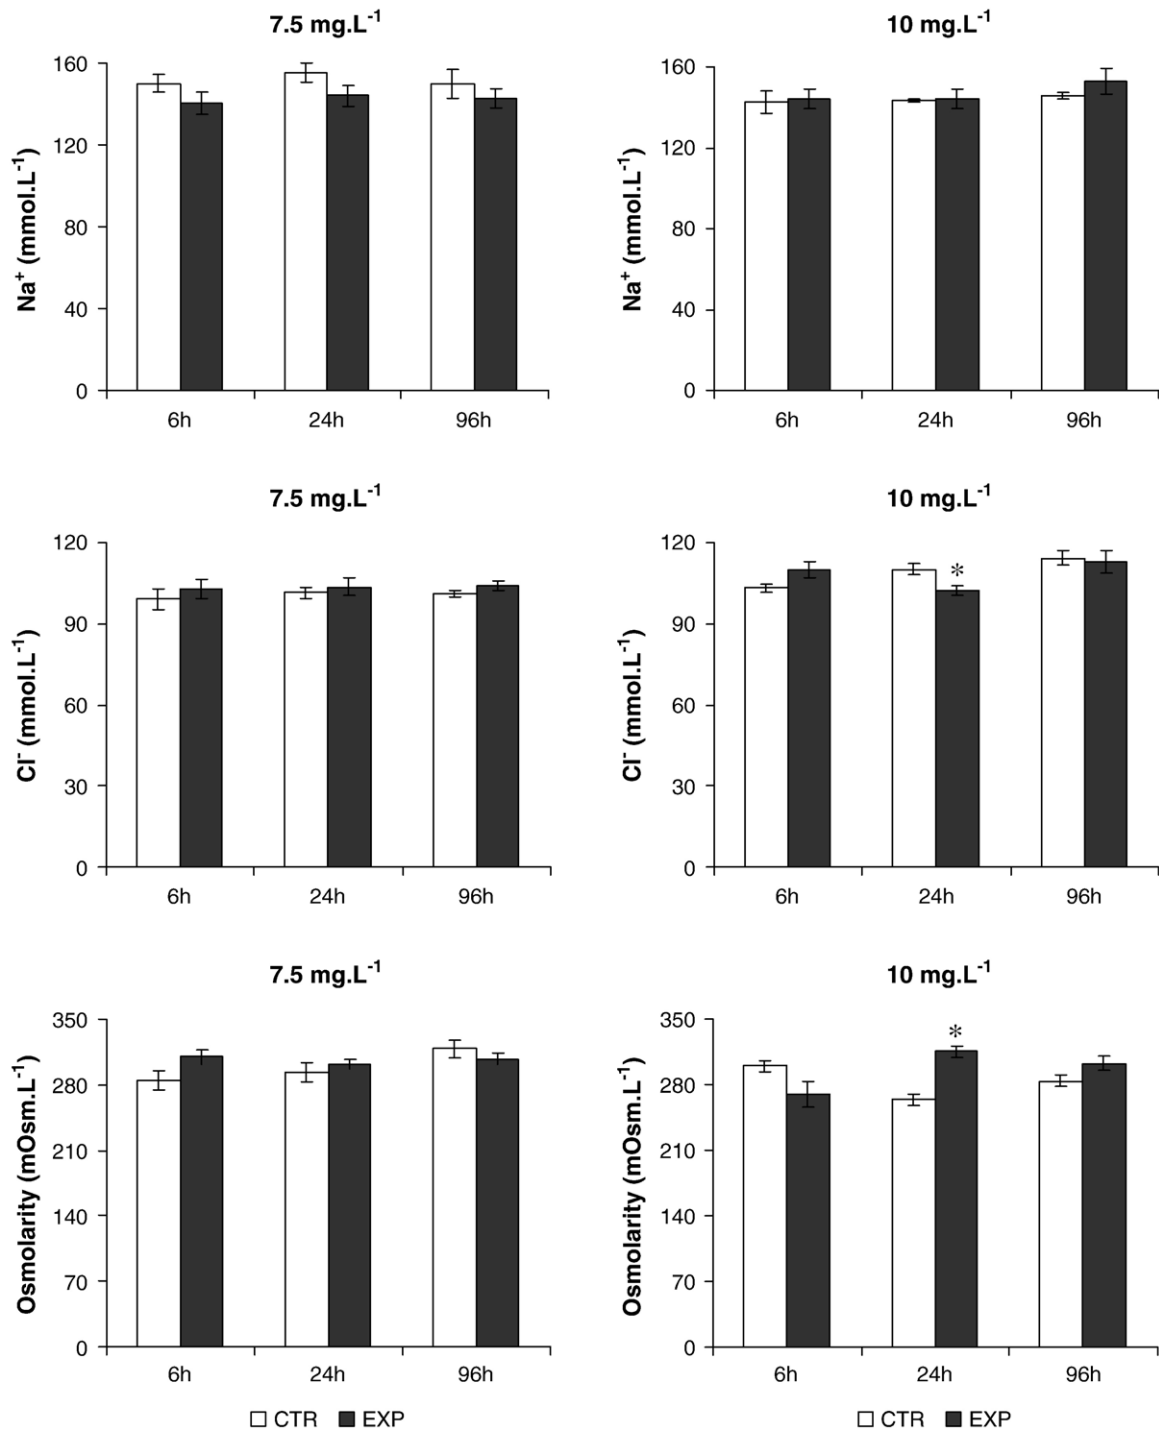 7.5 mg.L⁻¹
10 mg.L⁻¹
Na⁺ (mmol.L⁻¹)
160
120
80
40
0
6h 24h 96h
Na⁺ (mmol.L⁻¹)
160
120
80
40
0
6h 24h 96h
7.5 mg.L⁻¹
10 mg.L⁻¹
Cl⁻ (mmol.L⁻¹)
120
90
60
30
0
6h 24h 96h
Cl⁻ (mmol.L⁻¹)
120
90
60
30
0
*
6h 24h 96h
7.5 mg.L⁻¹
10 mg.L⁻¹
Osmolarity (mOsm.L⁻¹)
350
280
210
140
70
0
6h 24h 96h
Osmolarity (mOsm.L⁻¹)
350
280
210
140
70
0
*
6h 24h 96h
CTR EXP
CTR EXP